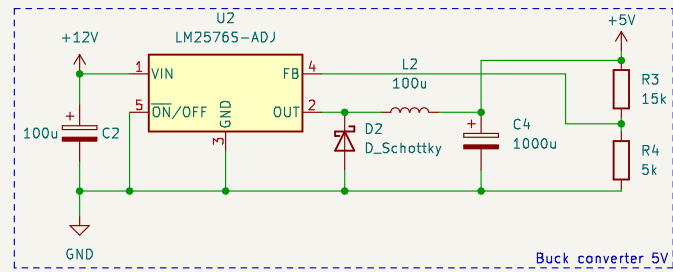 U2
LM2576S-ADJ
+12V
+5V
1
VIN
FB
4
L2
100u
R3
15k
5
ON/OFF
GND
OUT
2
3
+
100u
C2
D2
D_Schottky
+
C4
1000u
R4
5k
GND
Buck converter 5V